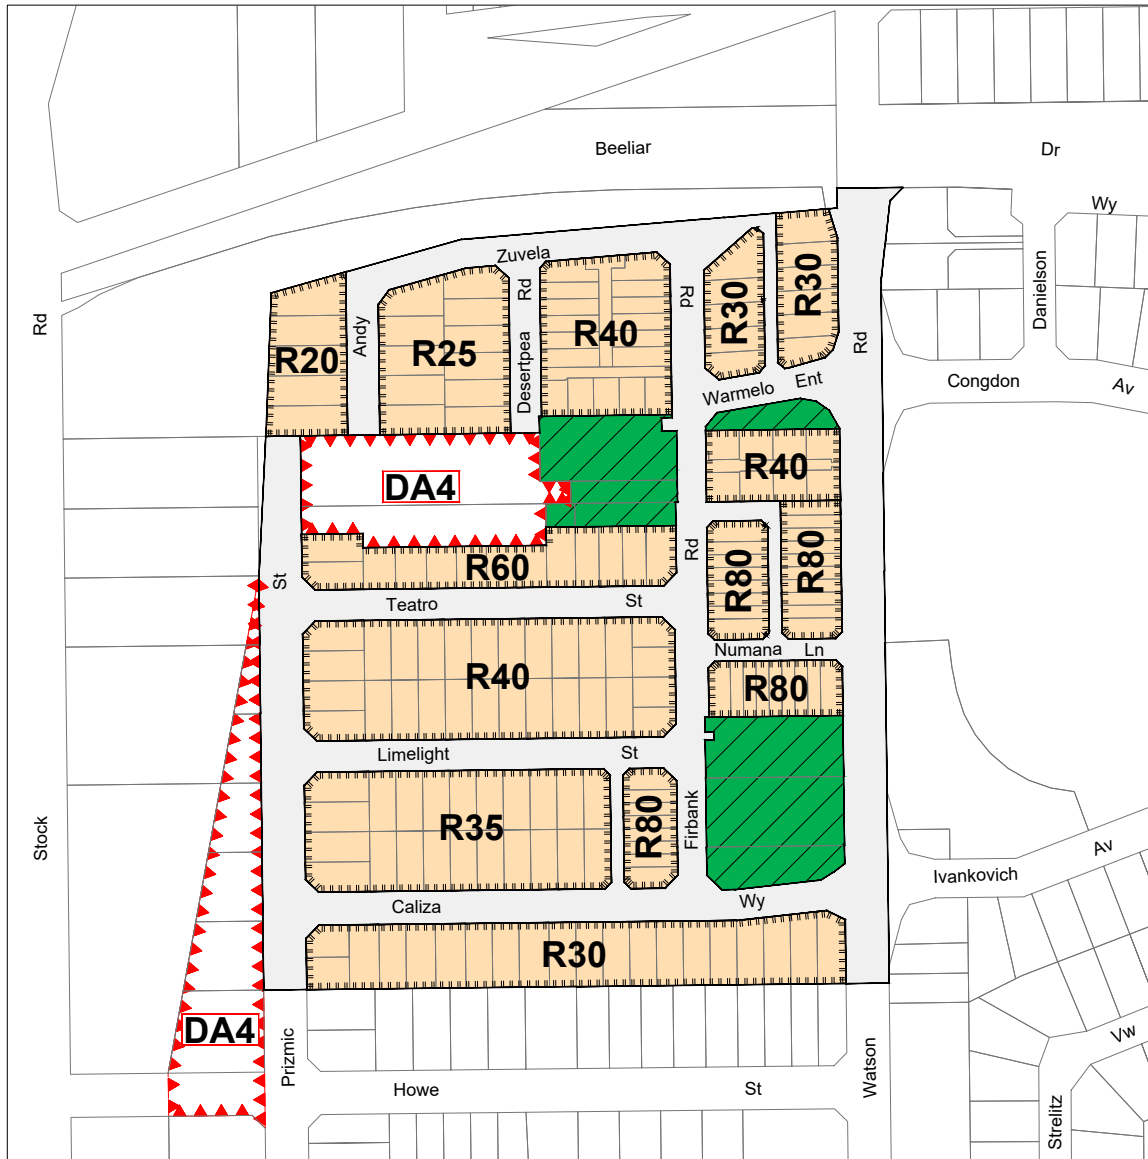 Beeliar
Dr
Wy
Zuvela
Rd
Rd
Rd
Danielson
R20
Andy
R25
Desertpea
R40
R30
R30
Rd
Warmelo
Ent
Congdon
Av
DA4
R40
St
R60
Rd
R80
R80
Teatro
St
Numana
Ln
R40
R80
Limelight
St
Stock
R35
R80
Firbank
Av
Ivankovich
Caliza
Wy
R30
DA4
Prizmic
Watson
Vw
Howe
St
Strelitz